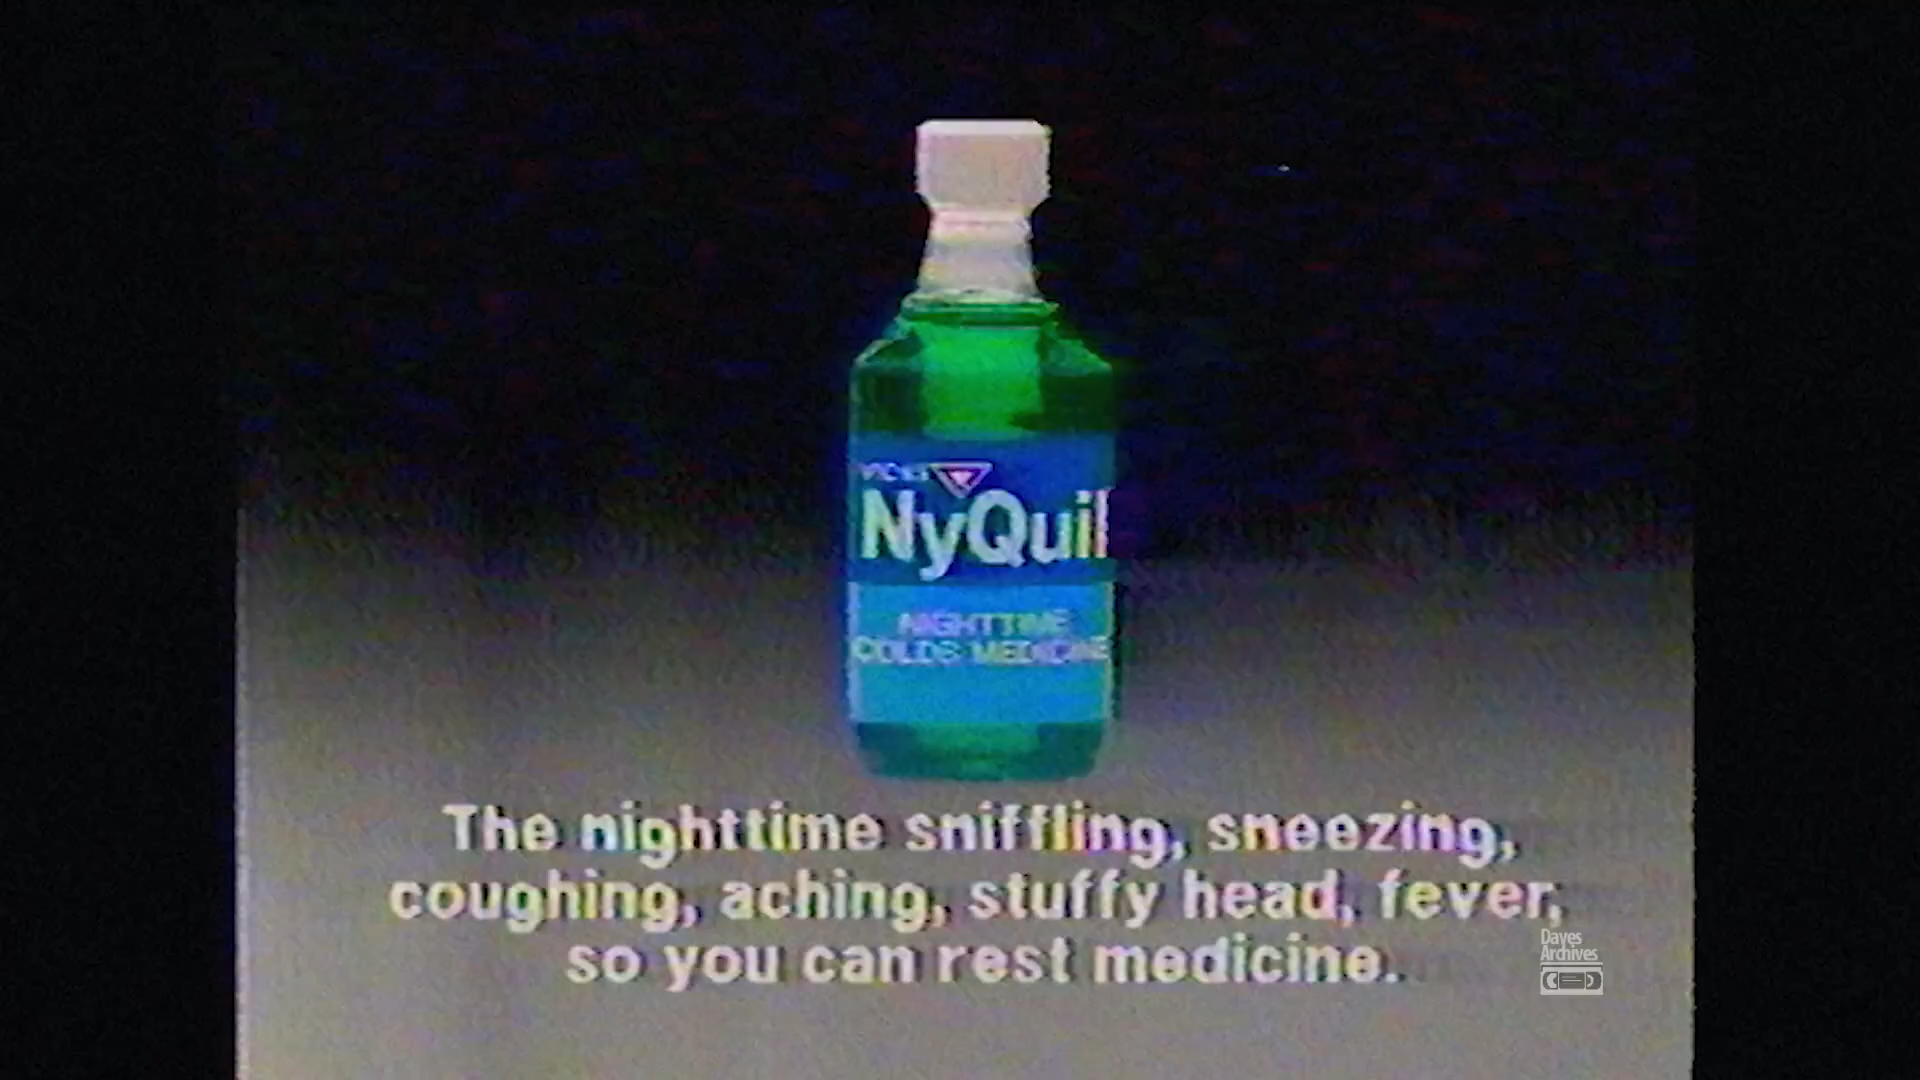 VICKS
NyQuil
NIGHTTIME
COLDS MEDICINE
The nighttime sniffling, sneezing,
coughing, aching, stuffy head, fever,
so you can rest medicine.
Daves
Archives